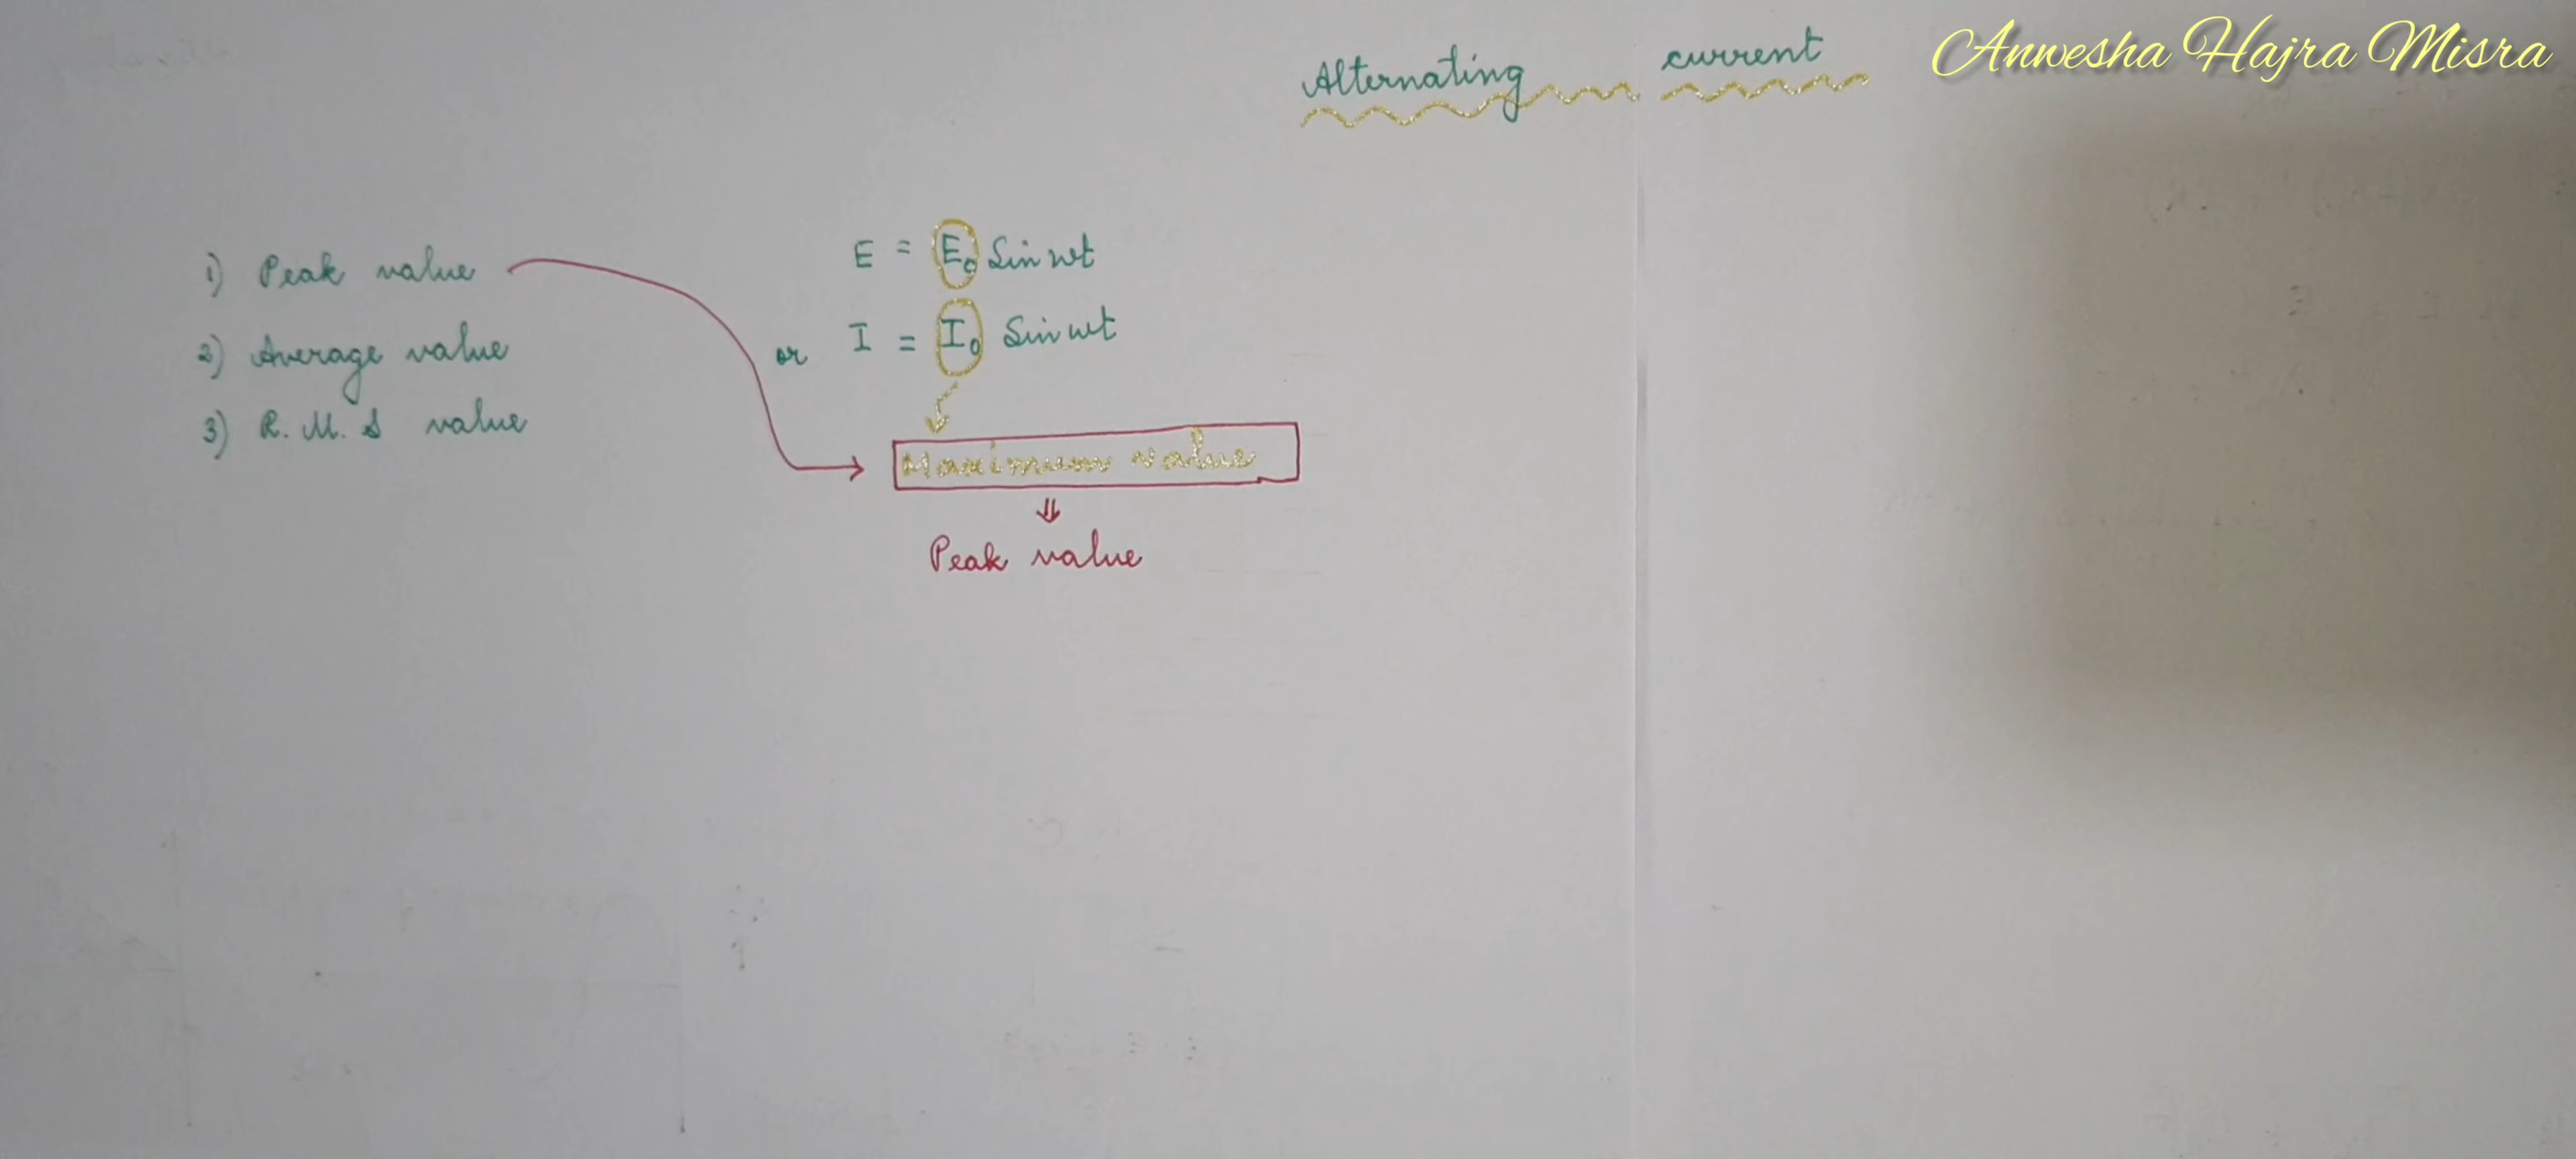 Anwesha Hajra Misra
Alternating current
1) Peak value
2) Average value
3) R.M.S value
E = E₀ Sin wt
or I = I₀ Sin wt
Maximum value
⇓
Peak value